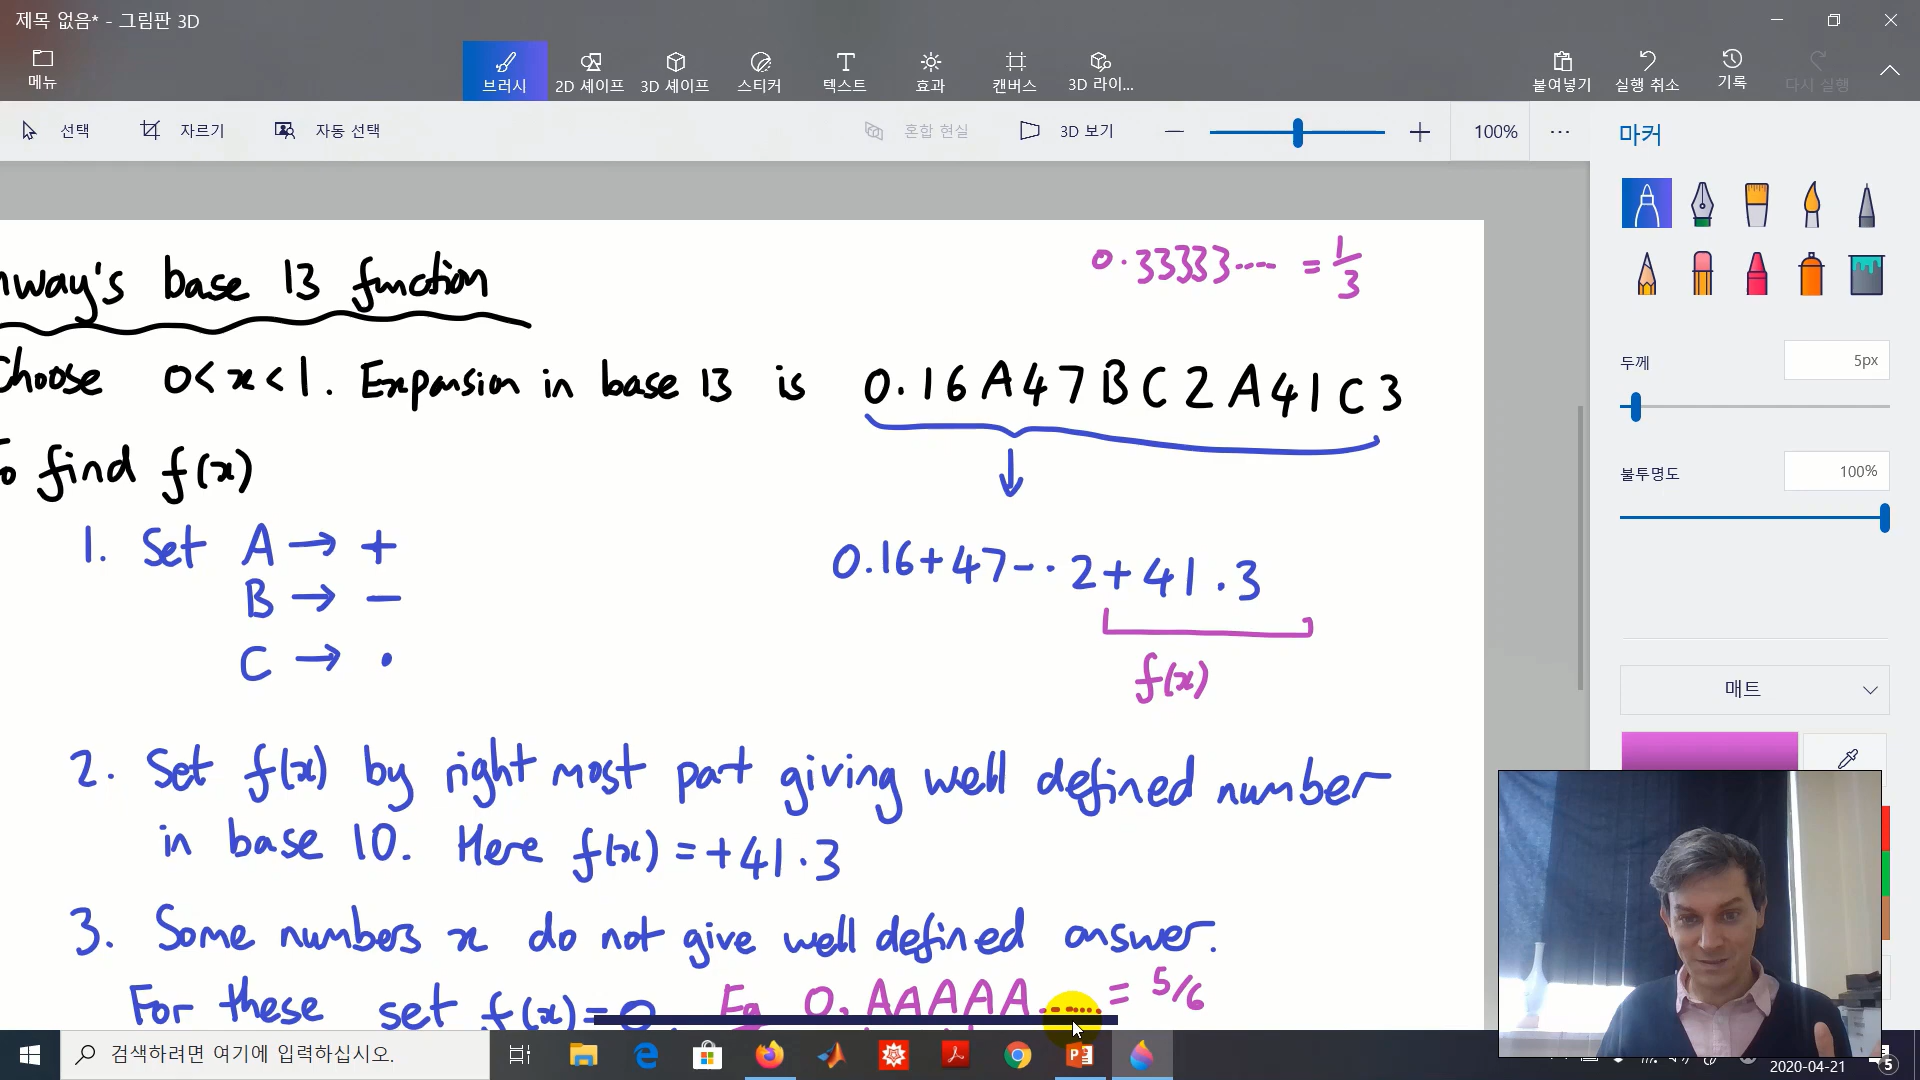 제목 없음* - 그림판 3D
메뉴
브러시
2D 셰이프
3D 셰이프
스티커
텍스트
효과
캔버스
3D 라이...
붙여넣기
실행 취소
기록
다시 실행
선택
자르기
자동 선택
혼합 현실
3D 보기
100%
마커
두께
5px
불투명도
100%
매트
nway's base 13 function
0.33333.... = 1/3
Choose 0<x<1. Expansion in base 13 is 0.16A47BC2A41C3
To find f(x)
1. Set A → +
B → −
C → .
0.16+47-.2+41.3
f(x)
2. Set f(x) by right most part giving well defined number
in base 10. Here f(x) = +41.3
3. Some numbers x do not give well defined answer.
For these set f(x)=0. Eg 0.AAAAA..... = 5/6
검색하려면 여기에 입력하십시오.
2020-04-21
5